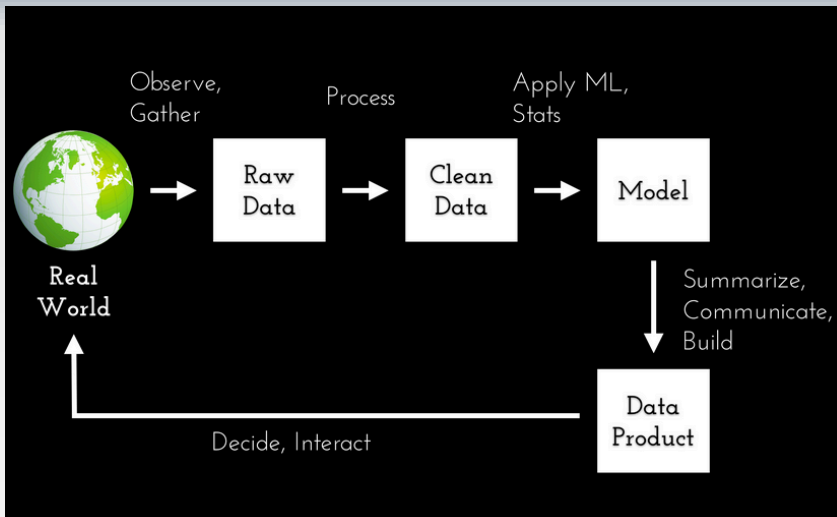 Observe,
Gather
Process
Apply ML,
Stats
Raw
Data
Clean
Data
Model
Real
World
Summarize,
Communicate,
Build
Data
Product
Decide, Interact